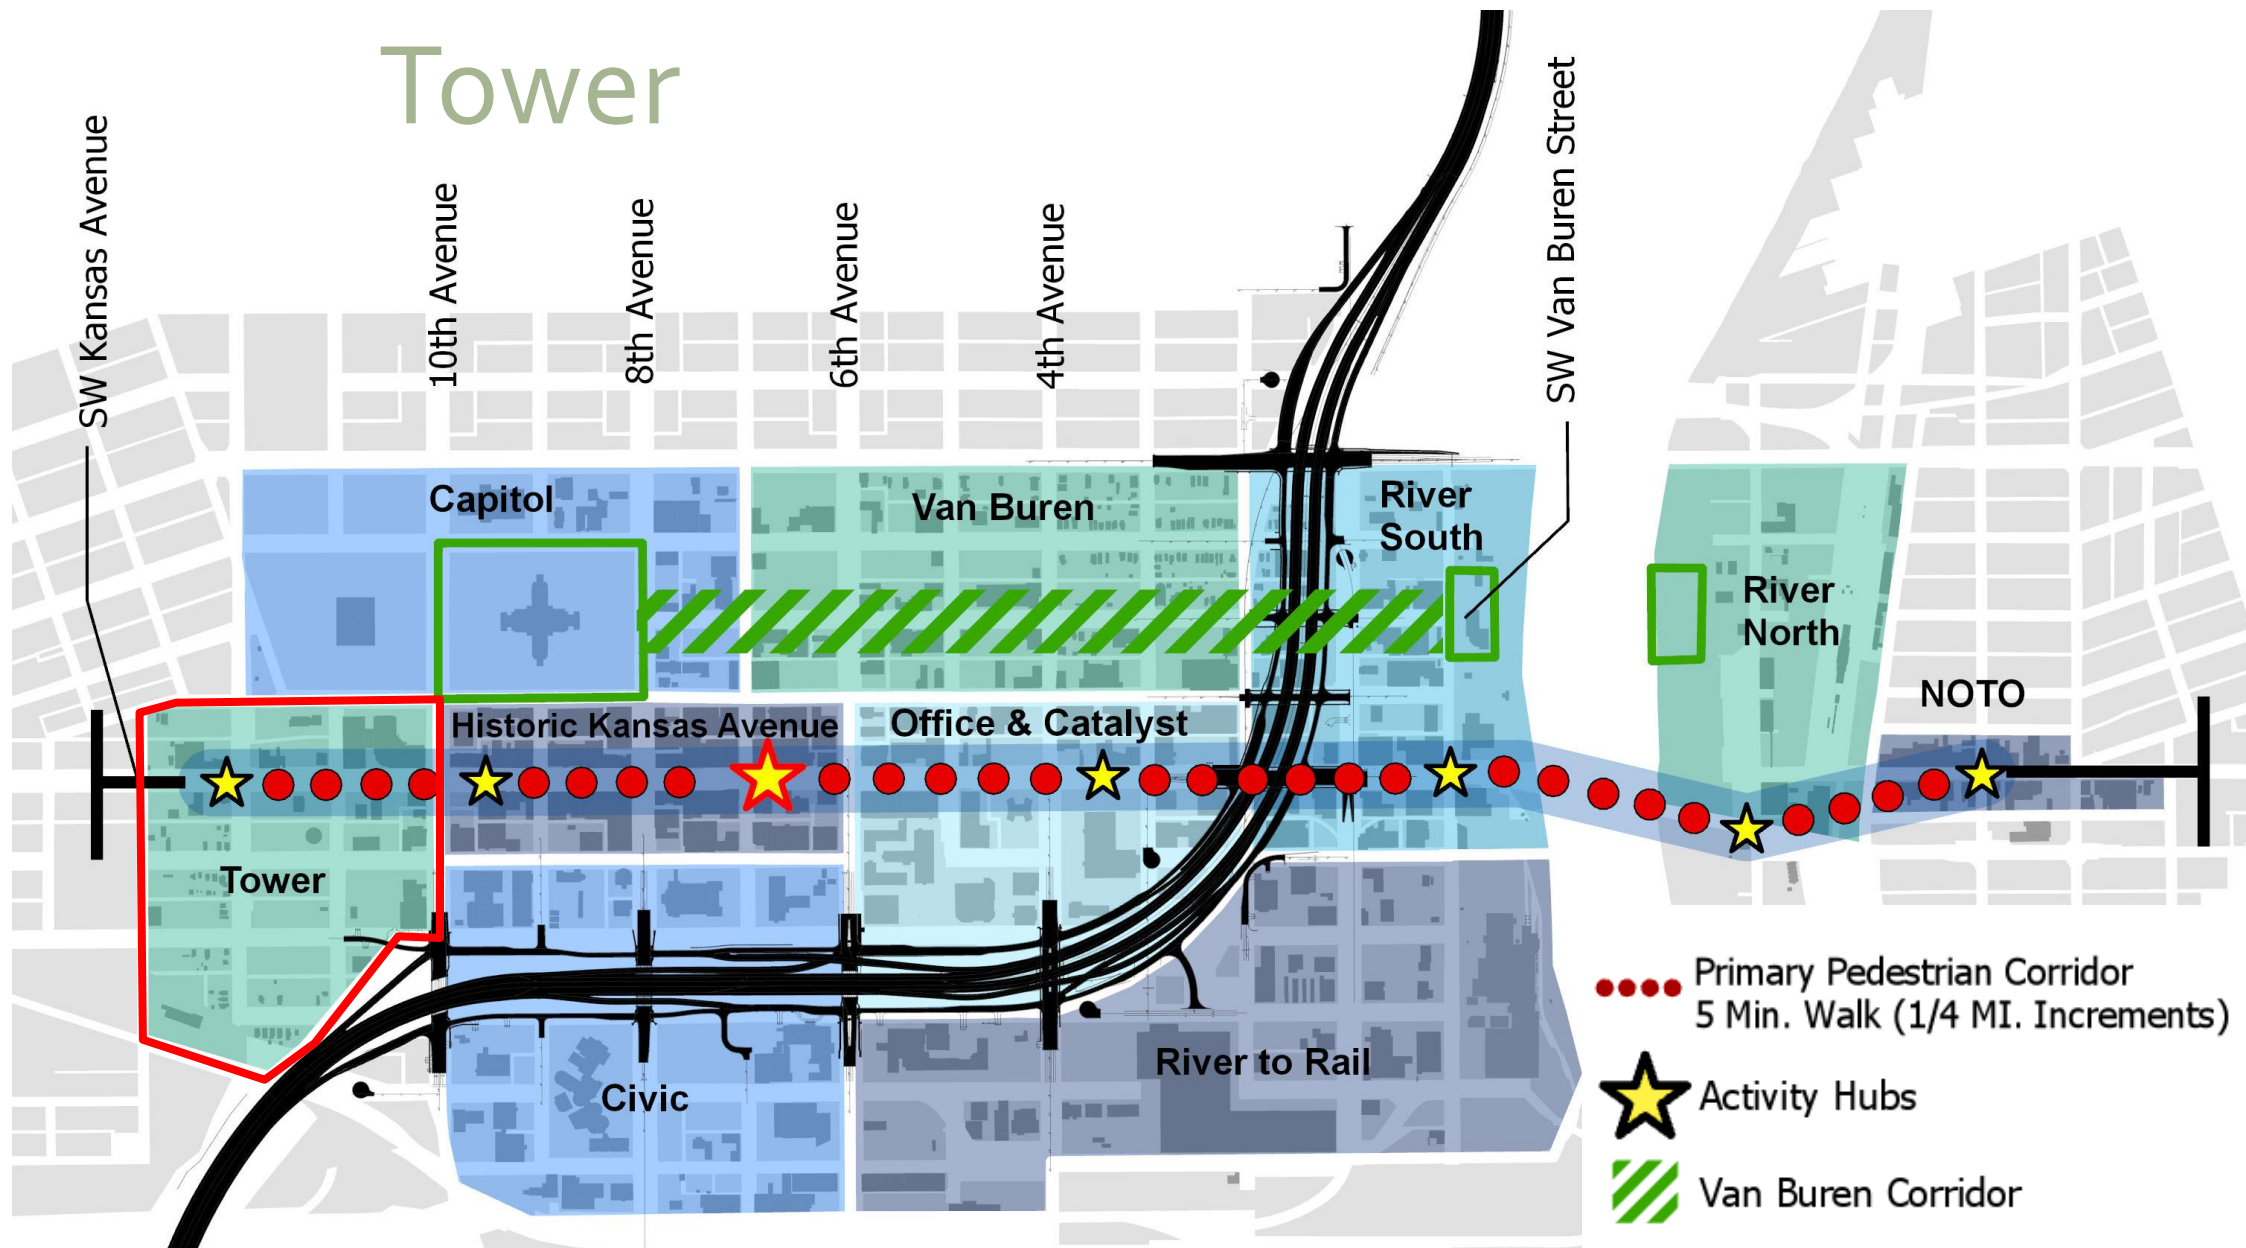 Tower
SW Kansas Avenue
10th Avenue
8th Avenue
6th Avenue
4th Avenue
SW Van Buren Street
Capitol
Van Buren
River
South
River
North
NOTO
Historic Kansas Avenue
Office & Catalyst
Tower
Civic
River to Rail
Primary Pedestrian Corridor
5 Min. Walk (1/4 MI. Increments)
Activity Hubs
Van Buren Corridor